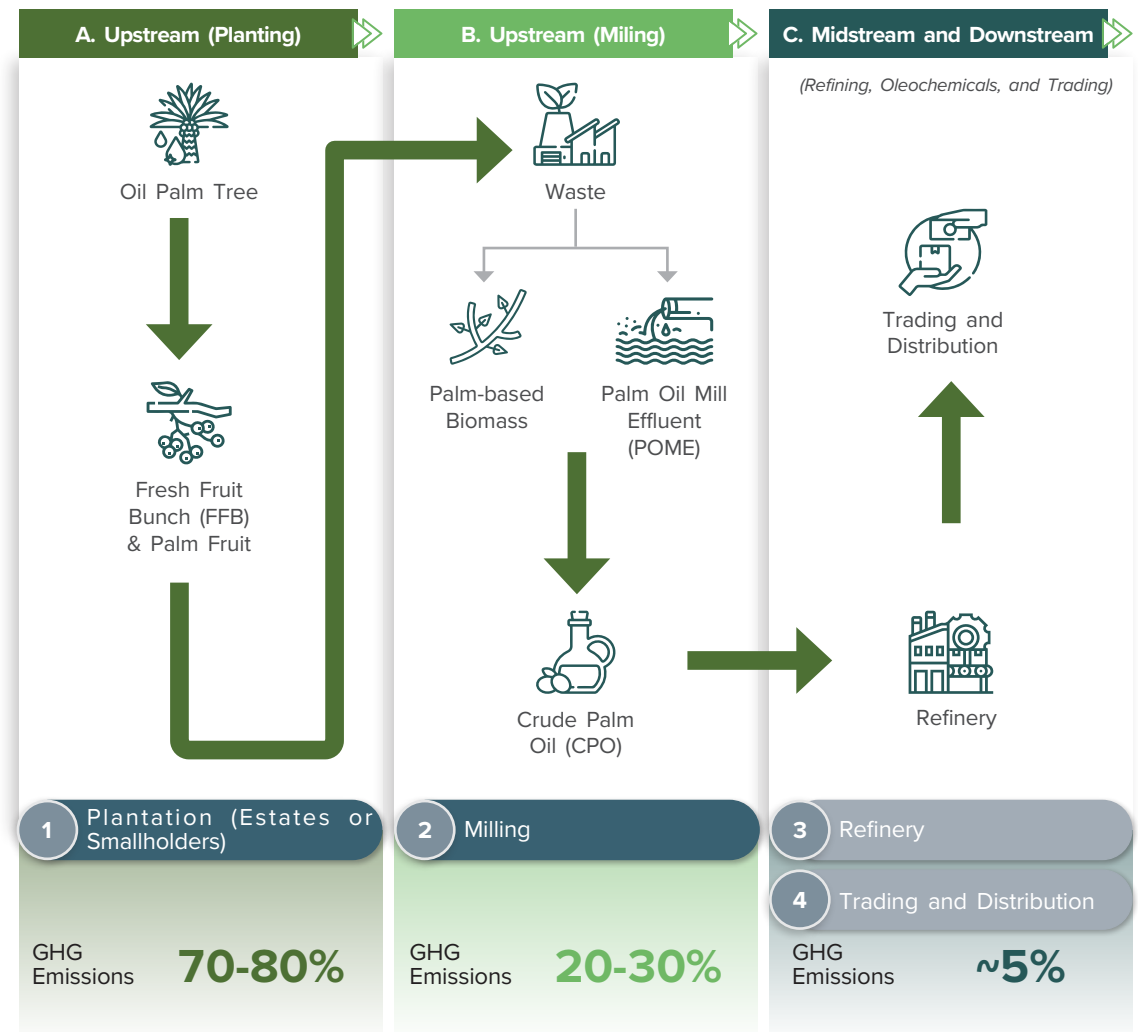 A. Upstream (Planting)
B. Upstream (Miling)
C. Midstream and Downstream
(Refining, Oleochemicals, and Trading)
Oil Palm Tree
Fresh Fruit
Bunch (FFB)
& Palm Fruit
Waste
Palm-based
Biomass
Palm Oil Mill
Effluent
(POME)
Crude Palm
Oil (CPO)
Trading and
Distribution
Refinery
1 Plantation (Estates or
Smallholders)
2 Milling
3 Refinery
4 Trading and Distribution
GHG
Emissions
70-80%
GHG
Emissions
20-30%
GHG
Emissions
~5%